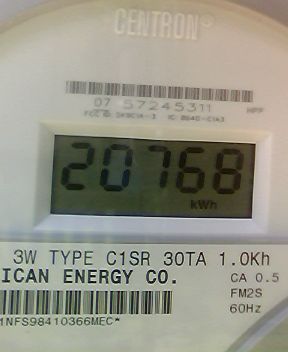 CENTRON®
07 57245311
HPP
20768
kWh
3W TYPE C1SR 30TA 1.0Kh
ICAN ENERGY CO.
CA 0.5
FM2S
60Hz
1NFS98410366MEC*